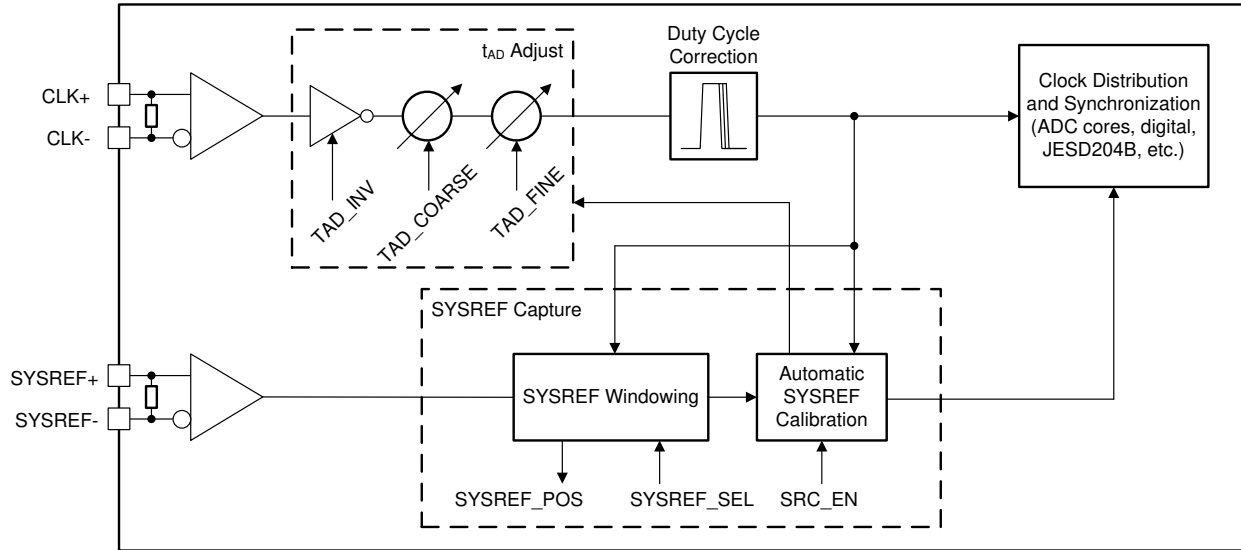 t_AD Adjust
Duty Cycle
Correction
CLK+
CLK-
TAD_INV
TAD_COARSE
TAD_FINE
Clock Distribution
and Synchronization
(ADC cores, digital,
JESD204B, etc.)
SYSREF Capture
SYSREF+
SYSREF-
SYSREF Windowing
Automatic
SYSREF
Calibration
SYSREF_POS
SYSREF_SEL
SRC_EN